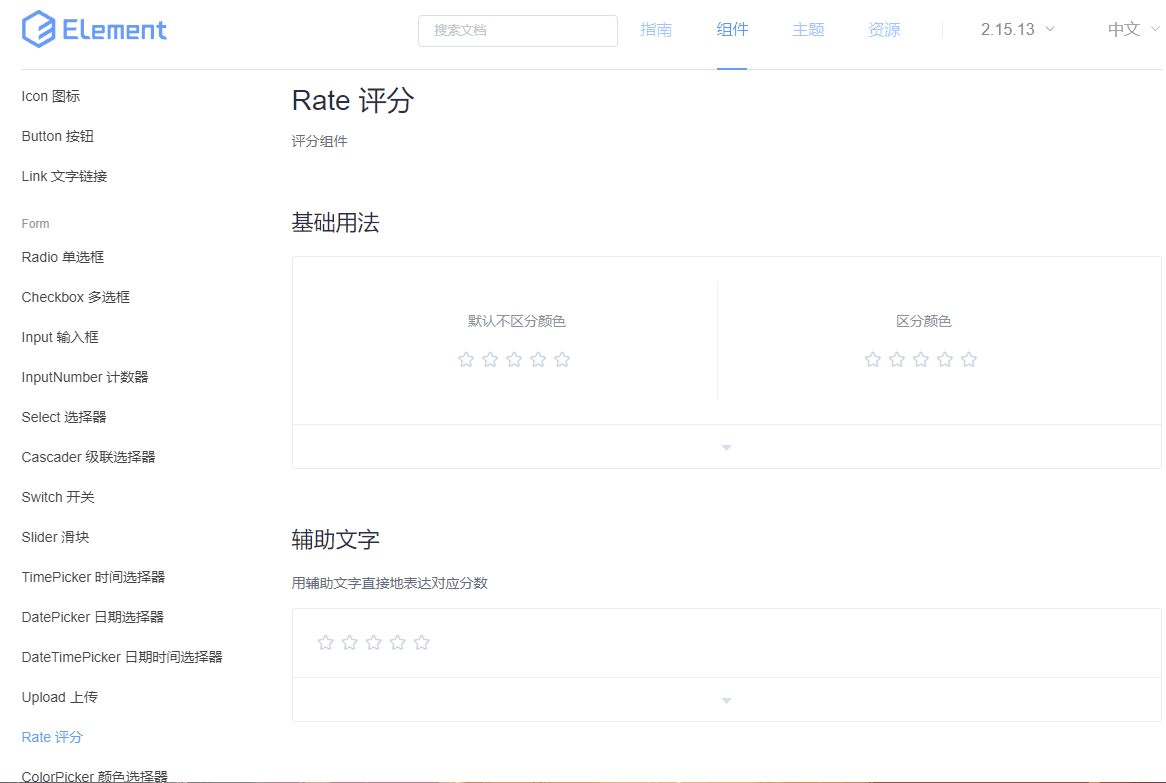 Element
搜索文档
指南
组件
主题
资源
2.15.13
中文
Icon 图标
Button 按钮
Link 文字链接
Form
Radio 单选框
Checkbox 多选框
Input 输入框
InputNumber 计数器
Select 选择器
Cascader 级联选择器
Switch 开关
Slider 滑块
TimePicker 时间选择器
DatePicker 日期选择器
DateTimePicker 日期时间选择器
Upload 上传
Rate 评分
ColorPicker 颜色选择器
Rate 评分
评分组件
基础用法
默认不区分颜色
区分颜色
辅助文字
用辅助文字直接地表达对应分数